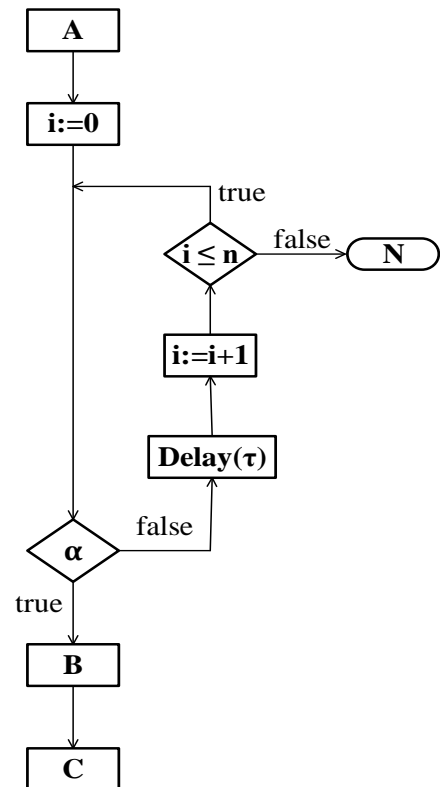 A
i:=0
true
i ≤ n
false
N
i:=i+1
Delay(τ)
false
α
true
B
C